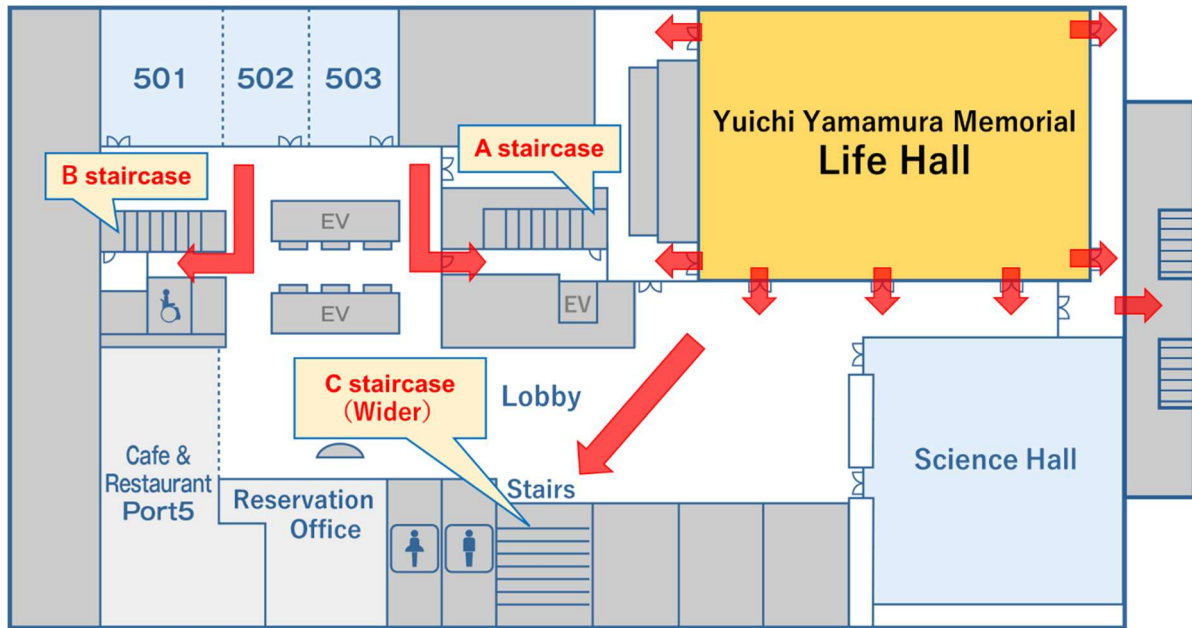 501
502
503
Yuichi Yamamura Memorial
Life Hall
A staircase
B staircase
EV
EV
EV
C staircase
(Wider)
Lobby
Science Hall
Cafe &
Restaurant
Port5
Reservation
Office
Stairs